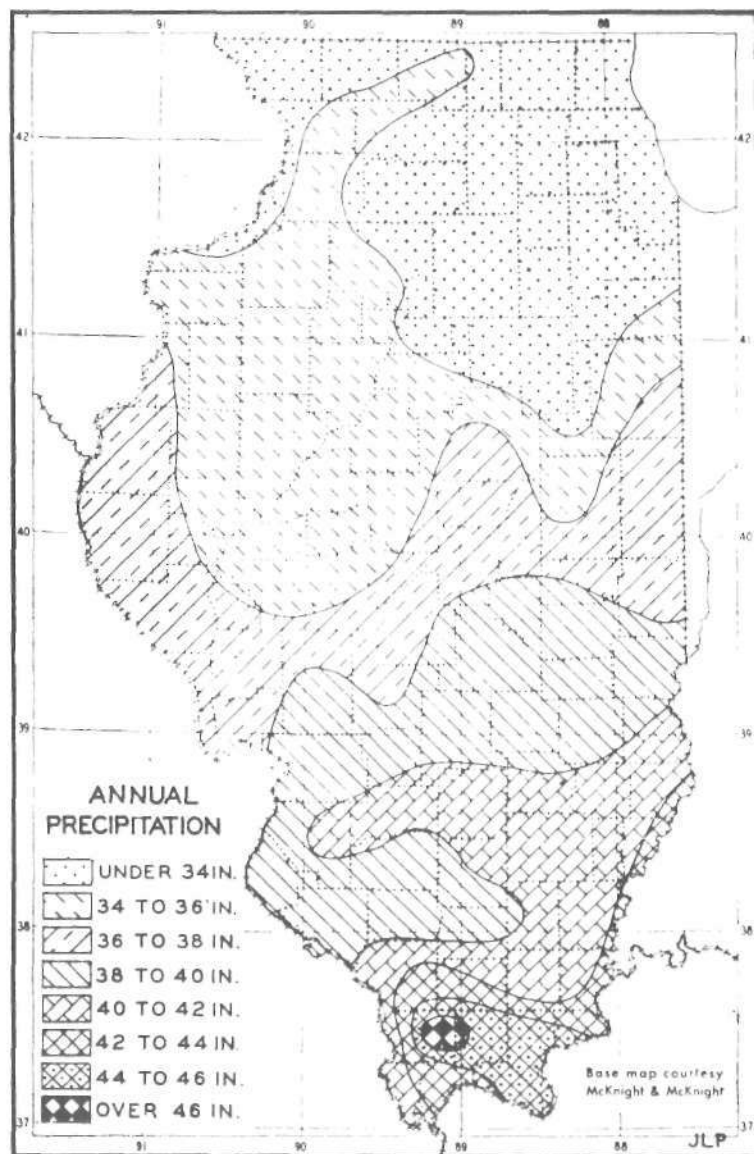 91 90 89 88
42 42
41 41
40 40
39 39
ANNUAL
PRECIPITATION
UNDER 34 IN.
34 TO 36 IN.
36 TO 38 IN.
38 TO 40 IN.
40 TO 42 IN.
42 TO 44 IN.
44 TO 46 IN.
OVER 46 IN.
38 38
Base map courtesy
McKnight & McKnight
37 37
JLP
91 90 89 88